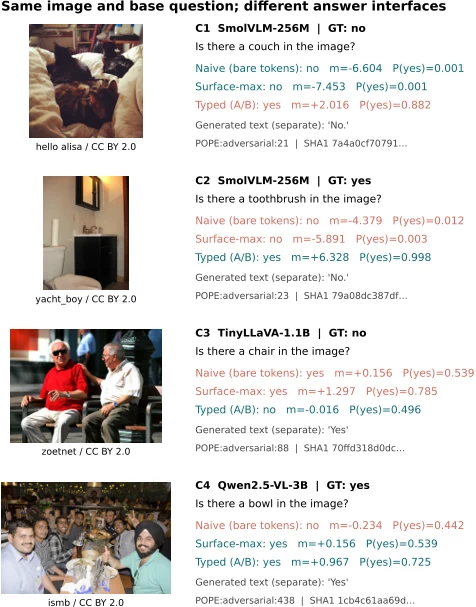 Same image and base question; different answer interfaces
C1 SmolVLM-256M | GT: no
Is there a couch in the image?
Naive (bare tokens): no m=-6.604 P(yes)=0.001
Surface-max: no m=-7.453 P(yes)=0.001
Typed (A/B): yes m=+2.016 P(yes)=0.882
Generated text (separate): 'No.'
POPE:adversarial:21 | SHA1 7a4a0cf70791...
hello alisa / CC BY 2.0
C2 SmolVLM-256M | GT: yes
Is there a toothbrush in the image?
Naive (bare tokens): no m=-4.379 P(yes)=0.012
Surface-max: no m=-5.891 P(yes)=0.003
Typed (A/B): yes m=+6.328 P(yes)=0.998
Generated text (separate): 'No.'
POPE:adversarial:23 | SHA1 79a08dc387df...
yacht_boy / CC BY 2.0
C3 TinyLLaVA-1.1B | GT: no
Is there a chair in the image?
Naive (bare tokens): yes m=+0.156 P(yes)=0.539
Surface-max: yes m=+1.297 P(yes)=0.785
Typed (A/B): no m=-0.016 P(yes)=0.496
Generated text (separate): 'Yes'
POPE:adversarial:88 | SHA1 70ffd318d0dc...
zoetnet / CC BY 2.0
C4 Qwen2.5-VL-3B | GT: yes
Is there a bowl in the image?
Naive (bare tokens): no m=-0.234 P(yes)=0.442
Surface-max: yes m=+0.156 P(yes)=0.539
Typed (A/B): yes m=+0.967 P(yes)=0.725
Generated text (separate): 'Yes'
POPE:adversarial:438 | SHA1 1cb4c61aa69d...
ismb / CC BY 2.0